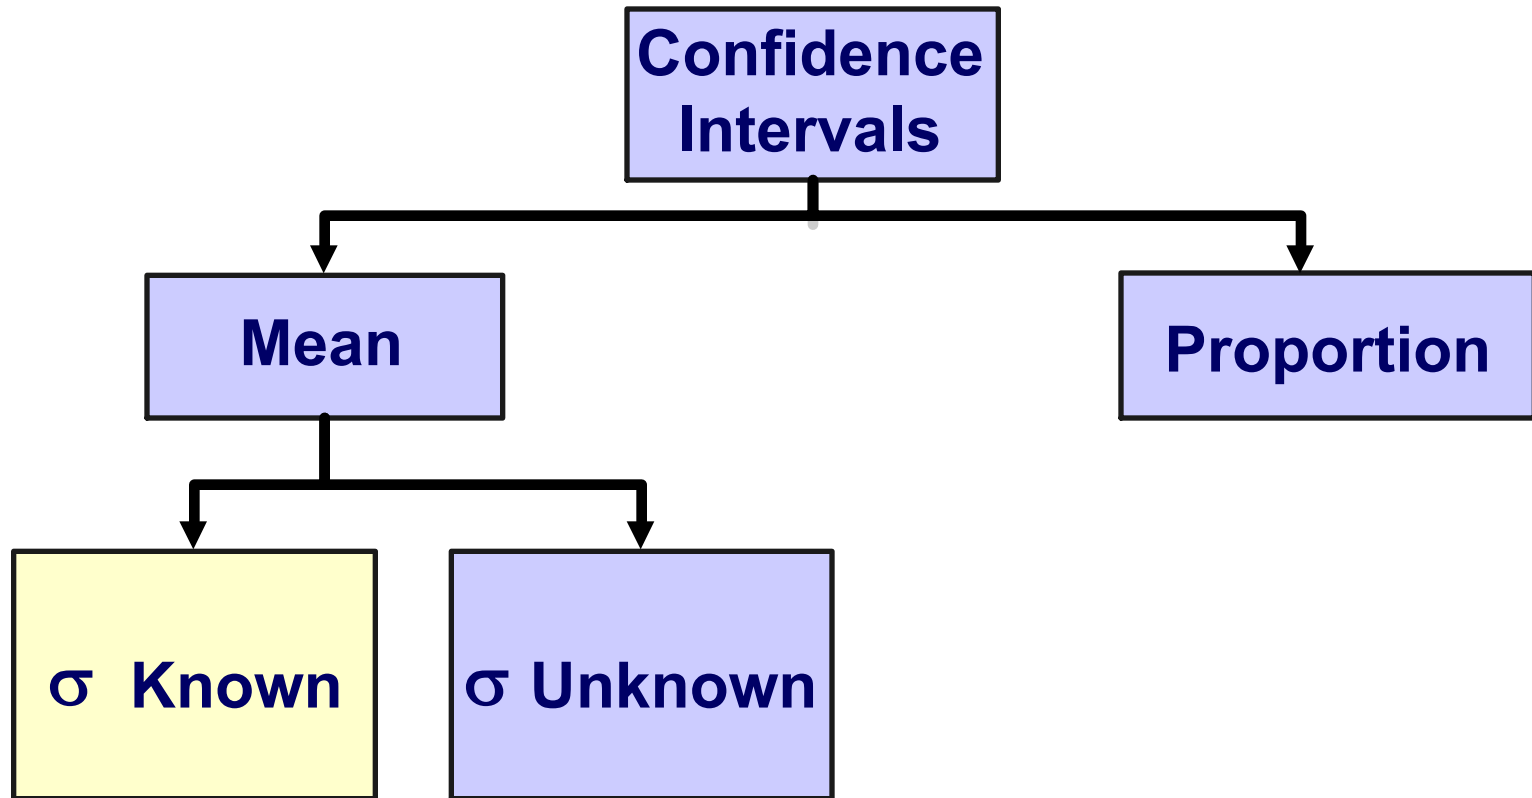 Confidence
Intervals
Mean
Proportion
σ Known
σ Unknown